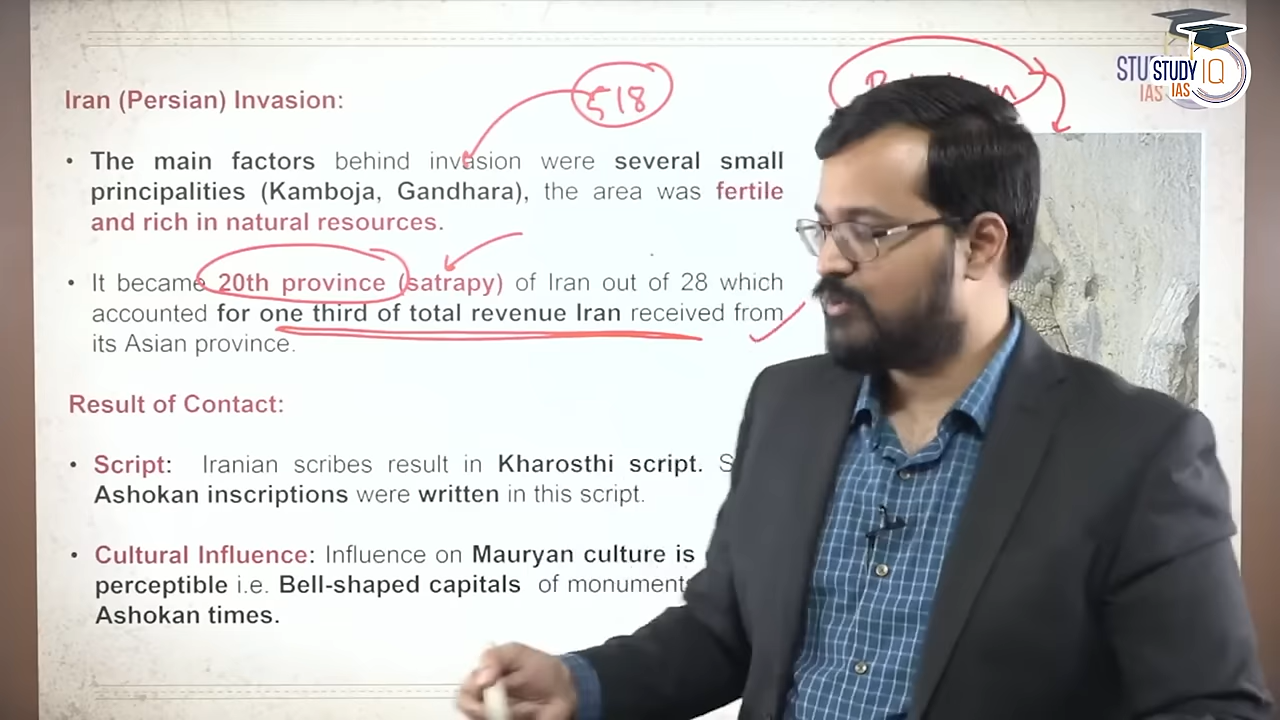 STUDY IQ
IAS
STU
IAS
518
Iran (Persian) Invasion:
• The main factors behind invasion were several small
principalities (Kamboja, Gandhara), the area was fertile
and rich in natural resources.
• It became 20th province (satrapy) of Iran out of 28 which
accounted for one third of total revenue Iran received from
its Asian province.
Result of Contact:
• Script: Iranian scribes result in Kharosthi script.
Ashokan inscriptions were written in this script.
• Cultural Influence: Influence on Mauryan culture is
perceptible i.e. Bell-shaped capitals of monuments
Ashokan times.